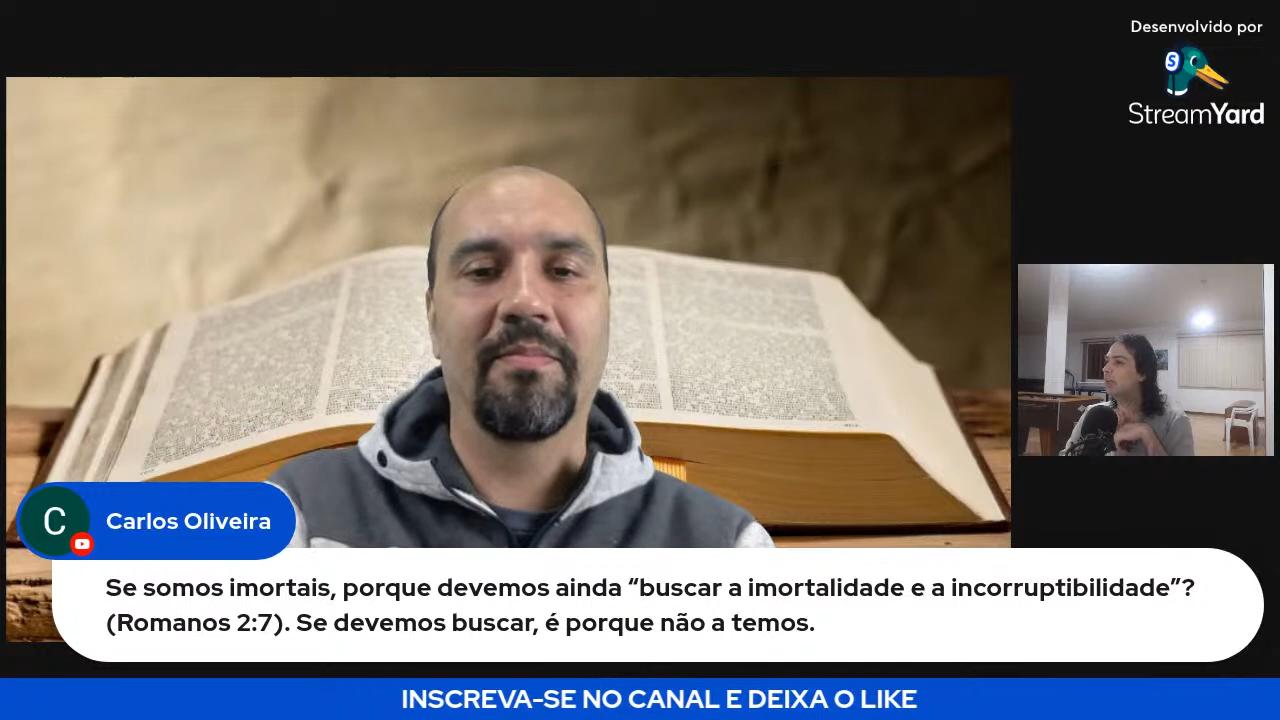 Desenvolvido por
S
StreamYard
C
Carlos Oliveira
Se somos imortais, porque devemos ainda “buscar a imortalidade e a incorruptibilidade”?
(Romanos 2:7). Se devemos buscar, é porque não a temos.
INSCREVA-SE NO CANAL E DEIXA O LIKE